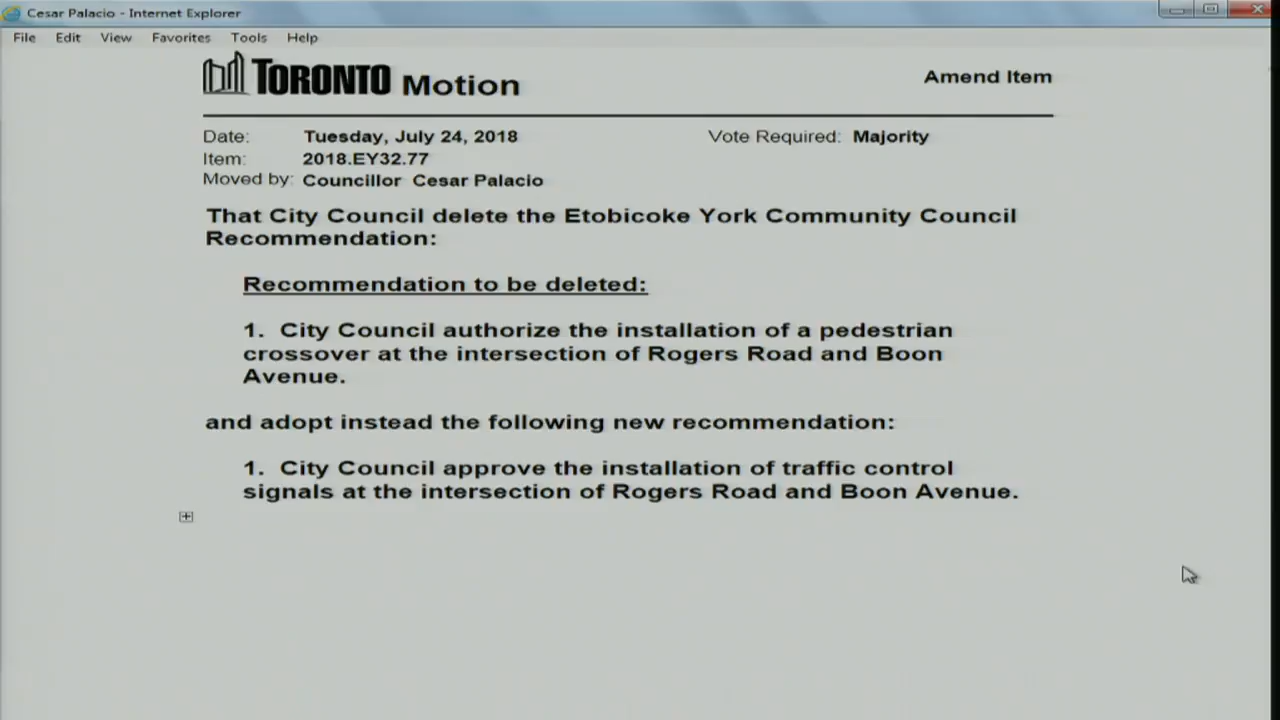 Cesar Palacio - Internet Explorer
File Edit View Favorites Tools Help
TORONTO Motion
Amend Item
Date: Tuesday, July 24, 2018
Vote Required: Majority
Item: 2018.EY32.77
Moved by: Councillor Cesar Palacio
That City Council delete the Etobicoke York Community Council
Recommendation:
Recommendation to be deleted:
1. City Council authorize the installation of a pedestrian
crossover at the intersection of Rogers Road and Boon
Avenue.
and adopt instead the following new recommendation:
1. City Council approve the installation of traffic control
signals at the intersection of Rogers Road and Boon Avenue.